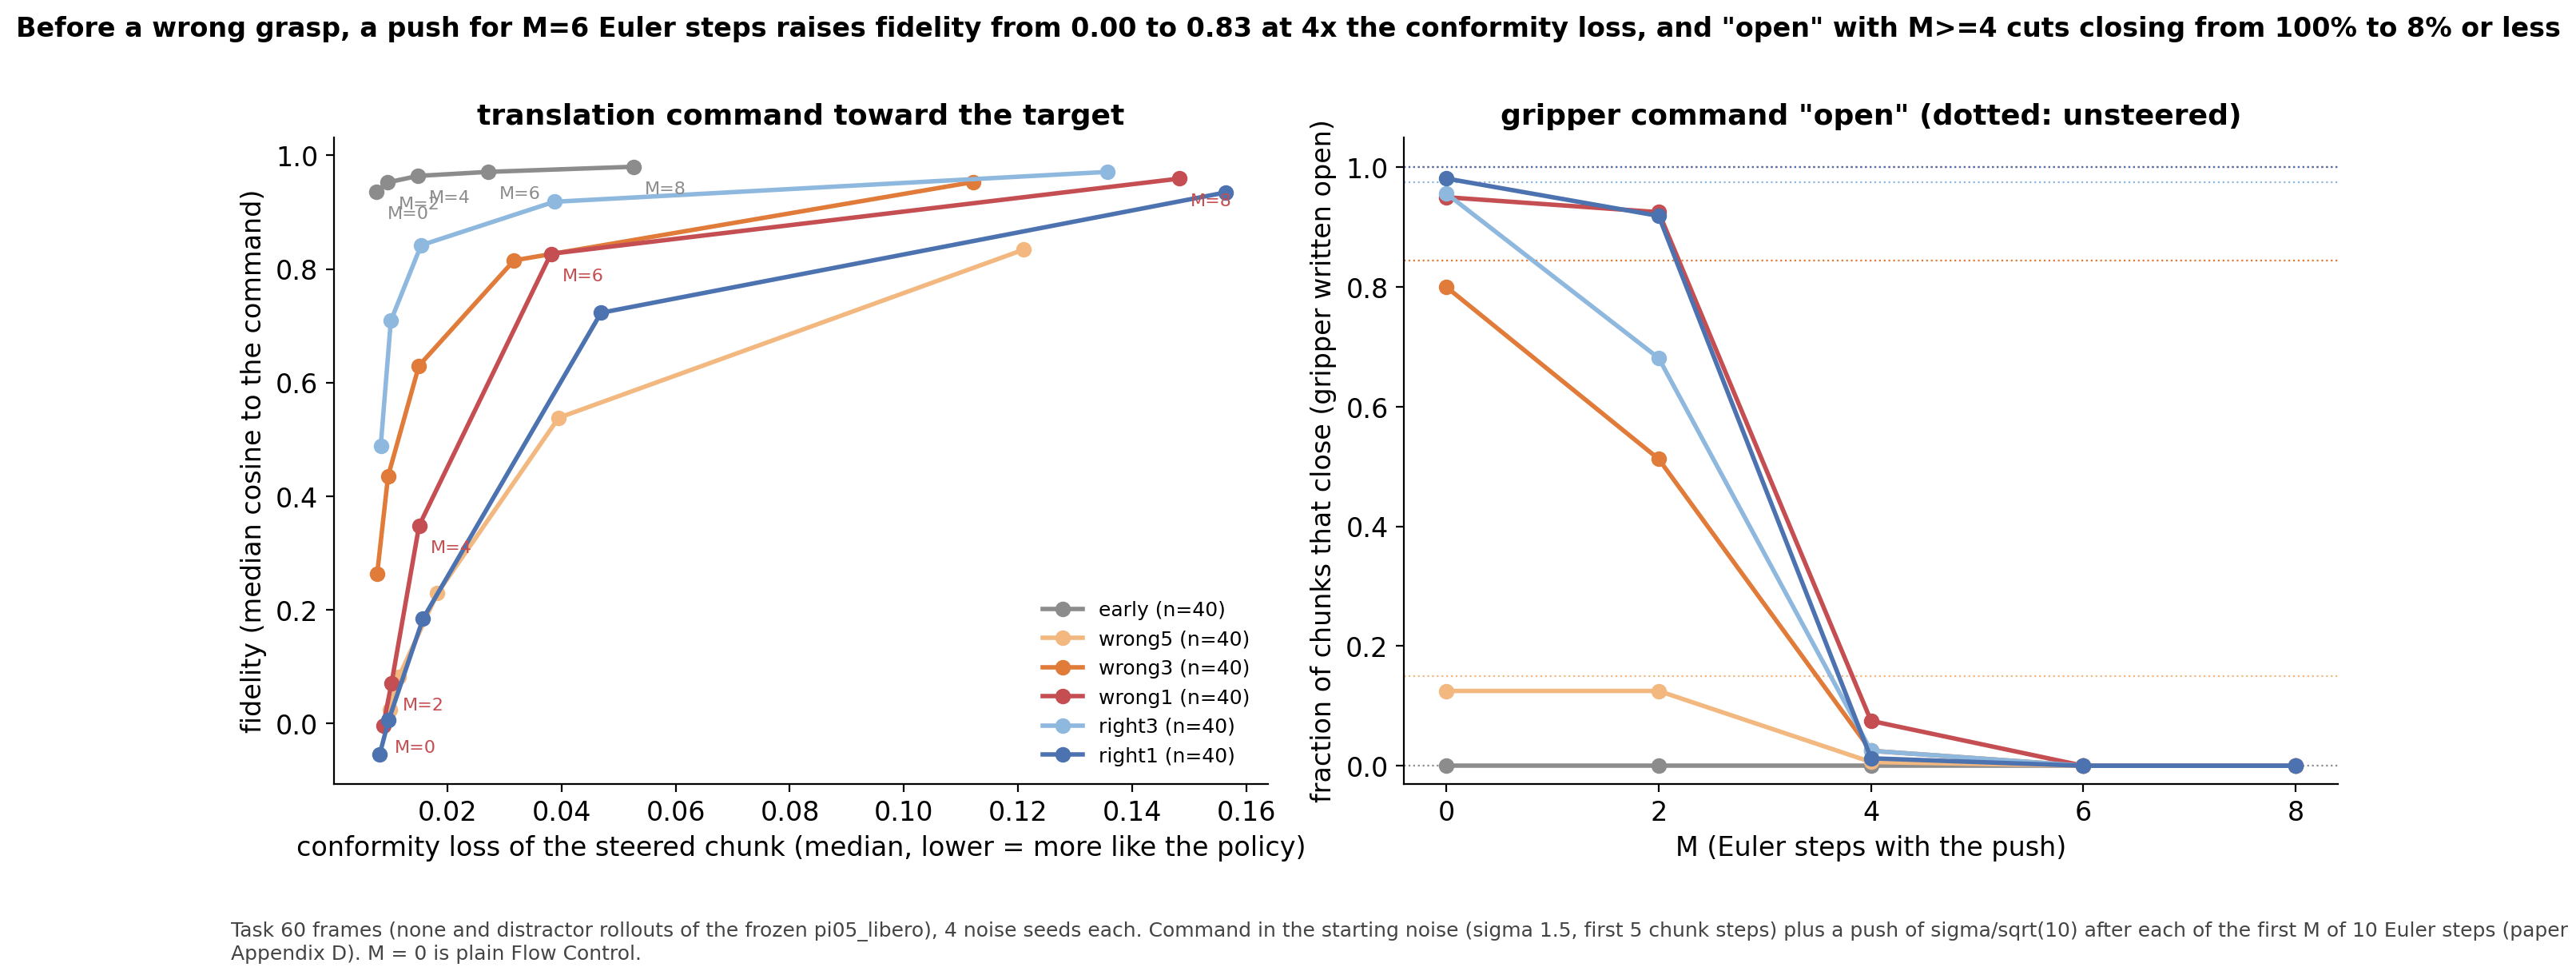 Before a wrong grasp, a push for M=6 Euler steps raises fidelity from 0.00 to 0.83 at 4x the conformity loss, and "open" with M>=4 cuts closing from 100% to 8% or less
translation command toward the target
fidelity (median cosine to the command)
1.0
0.8
0.6
0.4
0.2
0.0
M=0
M=2
M=4
M=6
M=8
M=8
M=6
M=4
M=2
M=0
early (n=40)
wrong5 (n=40)
wrong3 (n=40)
wrong1 (n=40)
right3 (n=40)
right1 (n=40)
0.02 0.04 0.06 0.08 0.10 0.12 0.14 0.16
conformity loss of the steered chunk (median, lower = more like the policy)
gripper command "open" (dotted: unsteered)
fraction of chunks that close (gripper written open)
1.0
0.8
0.6
0.4
0.2
0.0
0 2 4 6 8
M (Euler steps with the push)
Task 60 frames (none and distractor rollouts of the frozen pi05_libero), 4 noise seeds each. Command in the starting noise (sigma 1.5, first 5 chunk steps) plus a push of sigma/sqrt(10) after each of the first M of 10 Euler steps (paper
Appendix D). M = 0 is plain Flow Control.